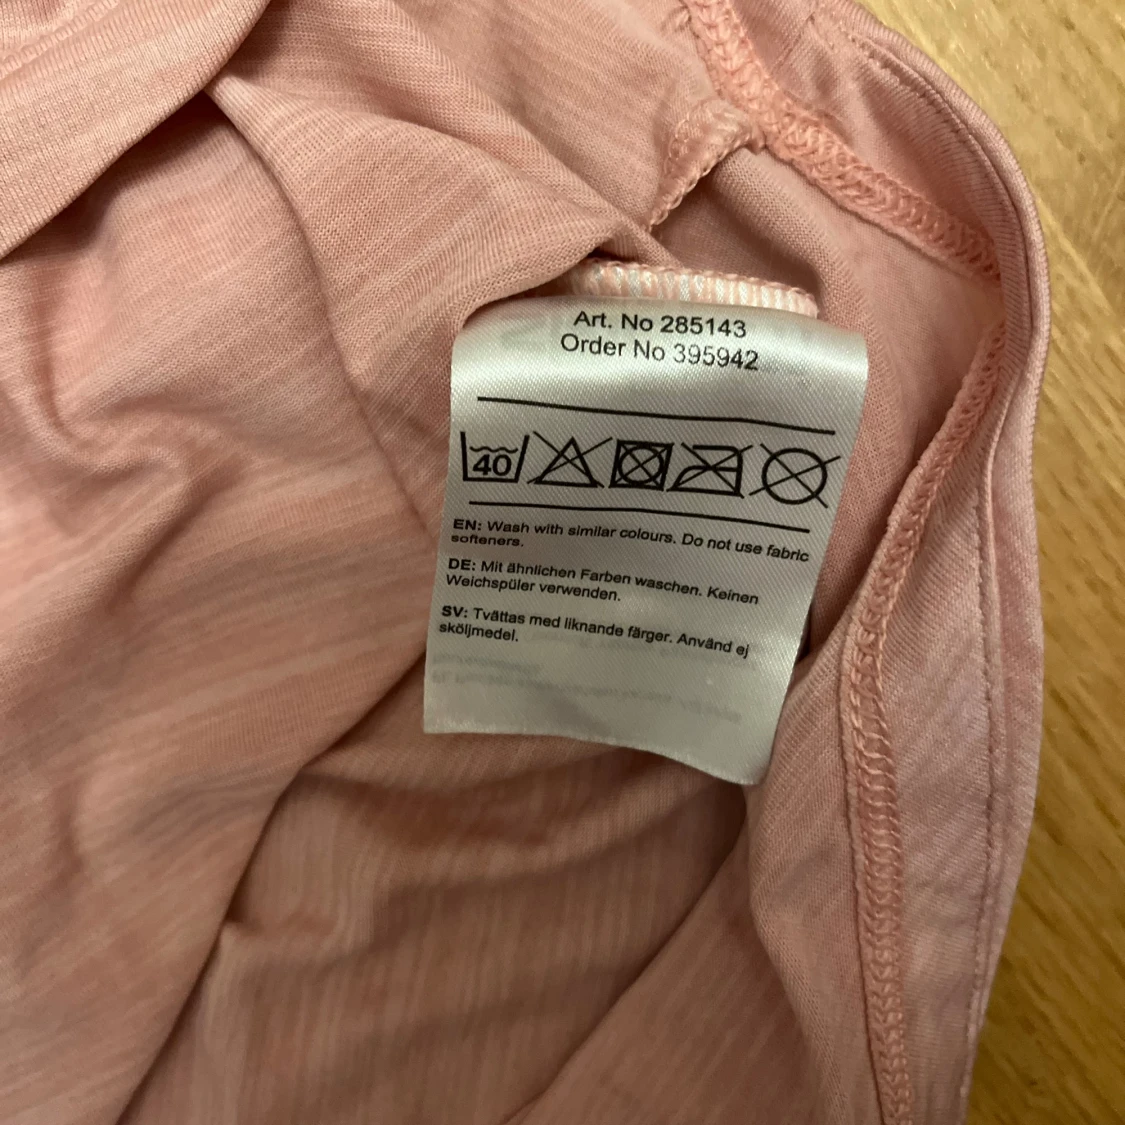 Art. No 285143
Order No 395942
40
EN: Wash with similar colours. Do not use fabric
softeners.
DE: Mit ähnlichen Farben waschen. Keinen
Weichspüler verwenden.
SV: Tvättas med liknande färger. Använd ej
sköljmedel.